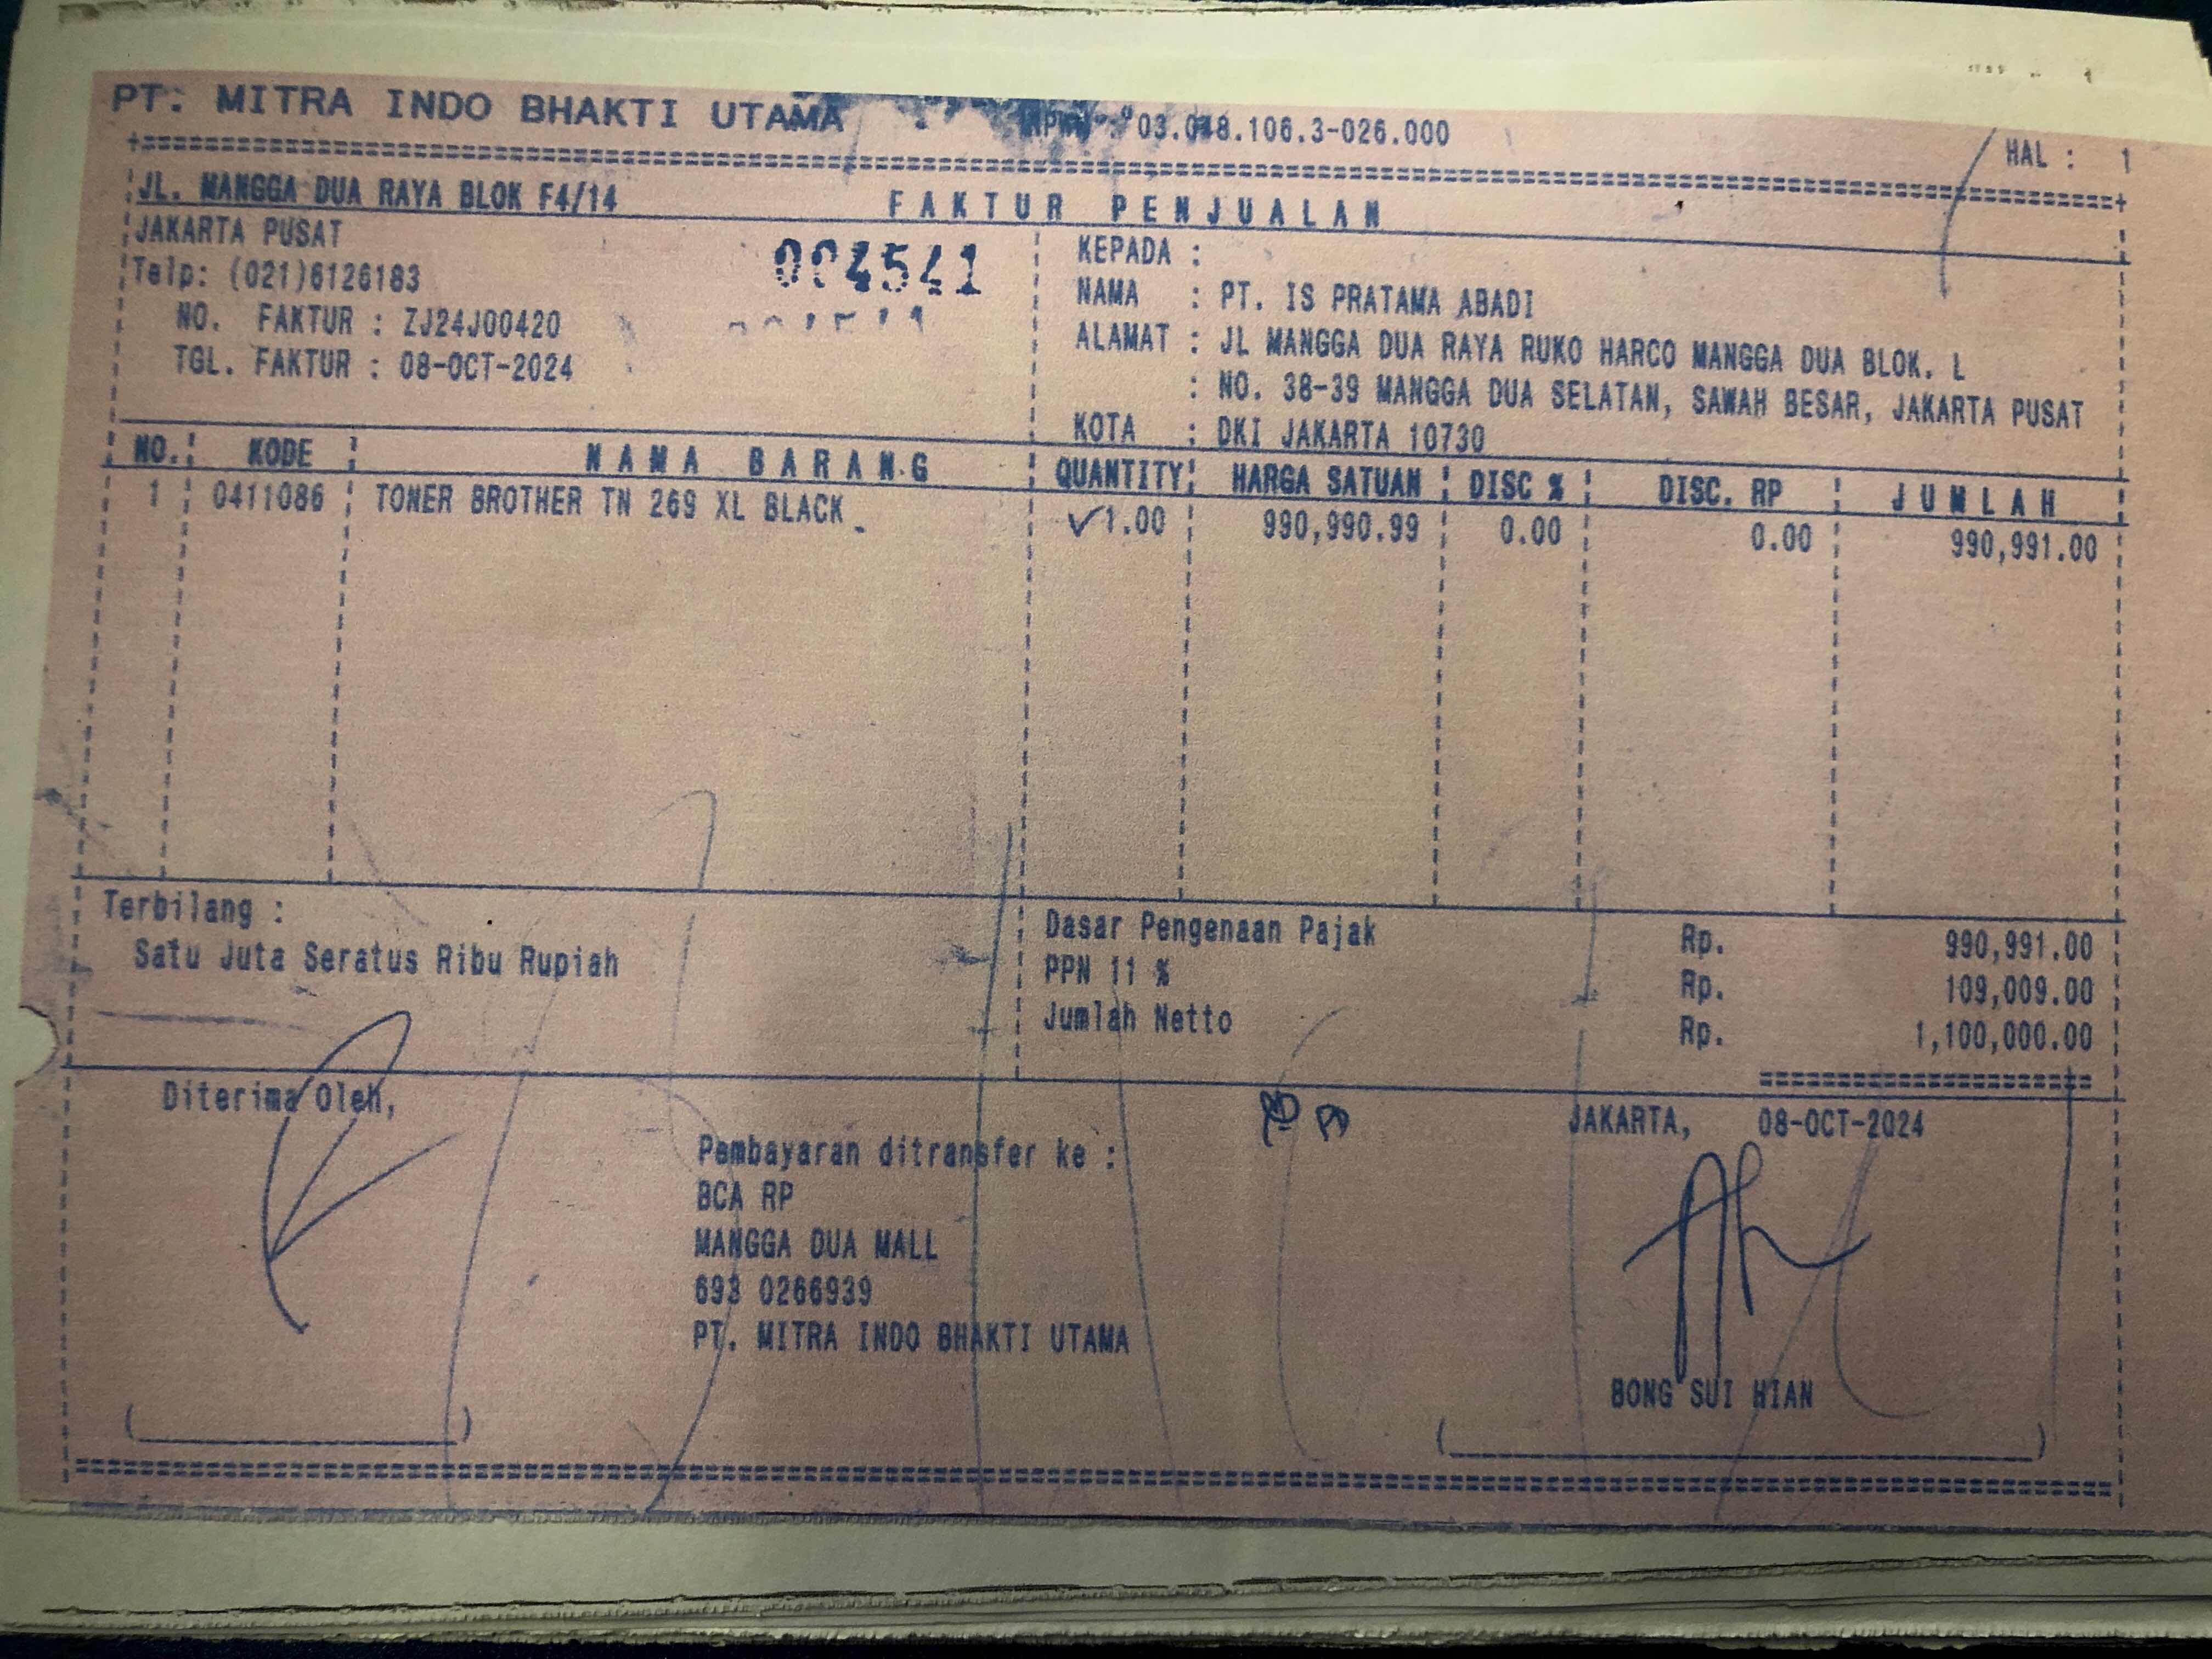 PT. MITRA INDO BHAKTI UTAMA
HAL : 1
JL. MANGGA DUA RAYA BLOK F4/14
FAKTUR PENJUALAN
JAKARTA PUSAT
Telp: (021)6126183
004541
NO. FAKTUR : ZJ24J00420
TGL. FAKTUR : 08-OCT-2024
KEPADA :
NAMA : PT. IS PRATAMA ABADI
ALAMAT : JL MANGGA DUA RAYA RUKO HARCO MANGGA DUA BLOK. L
: NO. 38-39 MANGGA DUA SELATAN, SAWAH BESAR, JAKARTA PUSAT
KOTA : DKI JAKARTA 10730
NO. KODE NAMA BARANG QUANTITY HARGA SATUAN DISC % DISC. RP JUMLAH
1 0411086 TONER BROTHER TN 269 XL BLACK 1.00 990,990.99 0.00 0.00 990,991.00
Terbilang :
Satu Juta Seratus Ribu Rupiah
Dasar Pengenaan Pajak Rp. 990,991.00
PPN 11 % Rp. 109,009.00
Jumlah Netto Rp. 1,100,000.00
Diterima Oleh,
Pembayaran ditransfer ke :
BCA RP
MANGGA DUA MALL
693 0266939
PT. MITRA INDO BHAKTI UTAMA
JAKARTA, 08-OCT-2024
BONG SUI HIAN